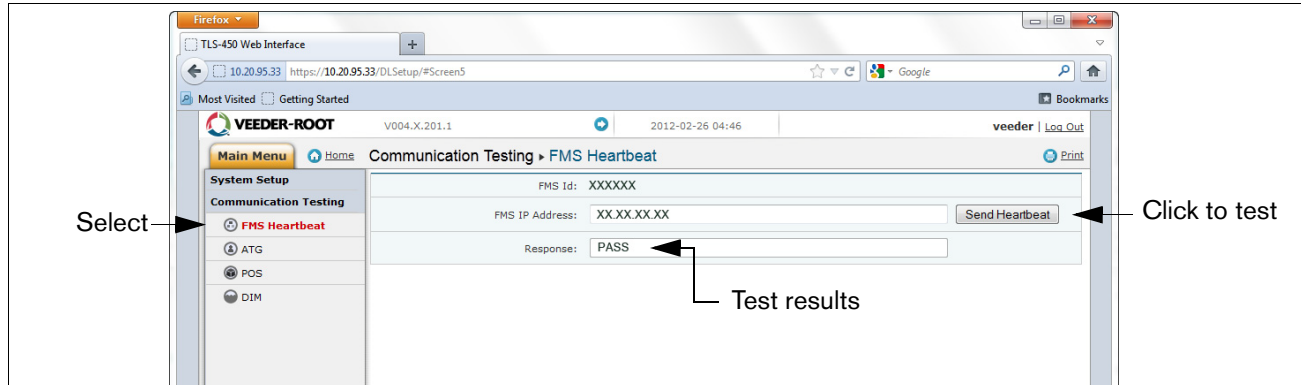 Firefox
TLS-450 Web Interface
10.20.95.33 https://10.20.95.33/DLSetup/#Screen5 Google
Most Visited Getting Started Bookmarks
VEEDER-ROOT V004.X.201.1 2012-02-26 04:46 veeder | Log Out
Main Menu Home Communication Testing FMS Heartbeat Print
System Setup
FMS Id: XXXXXX
Communication Testing
FMS IP Address: XX.XX.XX.XX Send Heartbeat
Select FMS Heartbeat Click to test
ATG
Response: PASS
POS
DIM
Test results